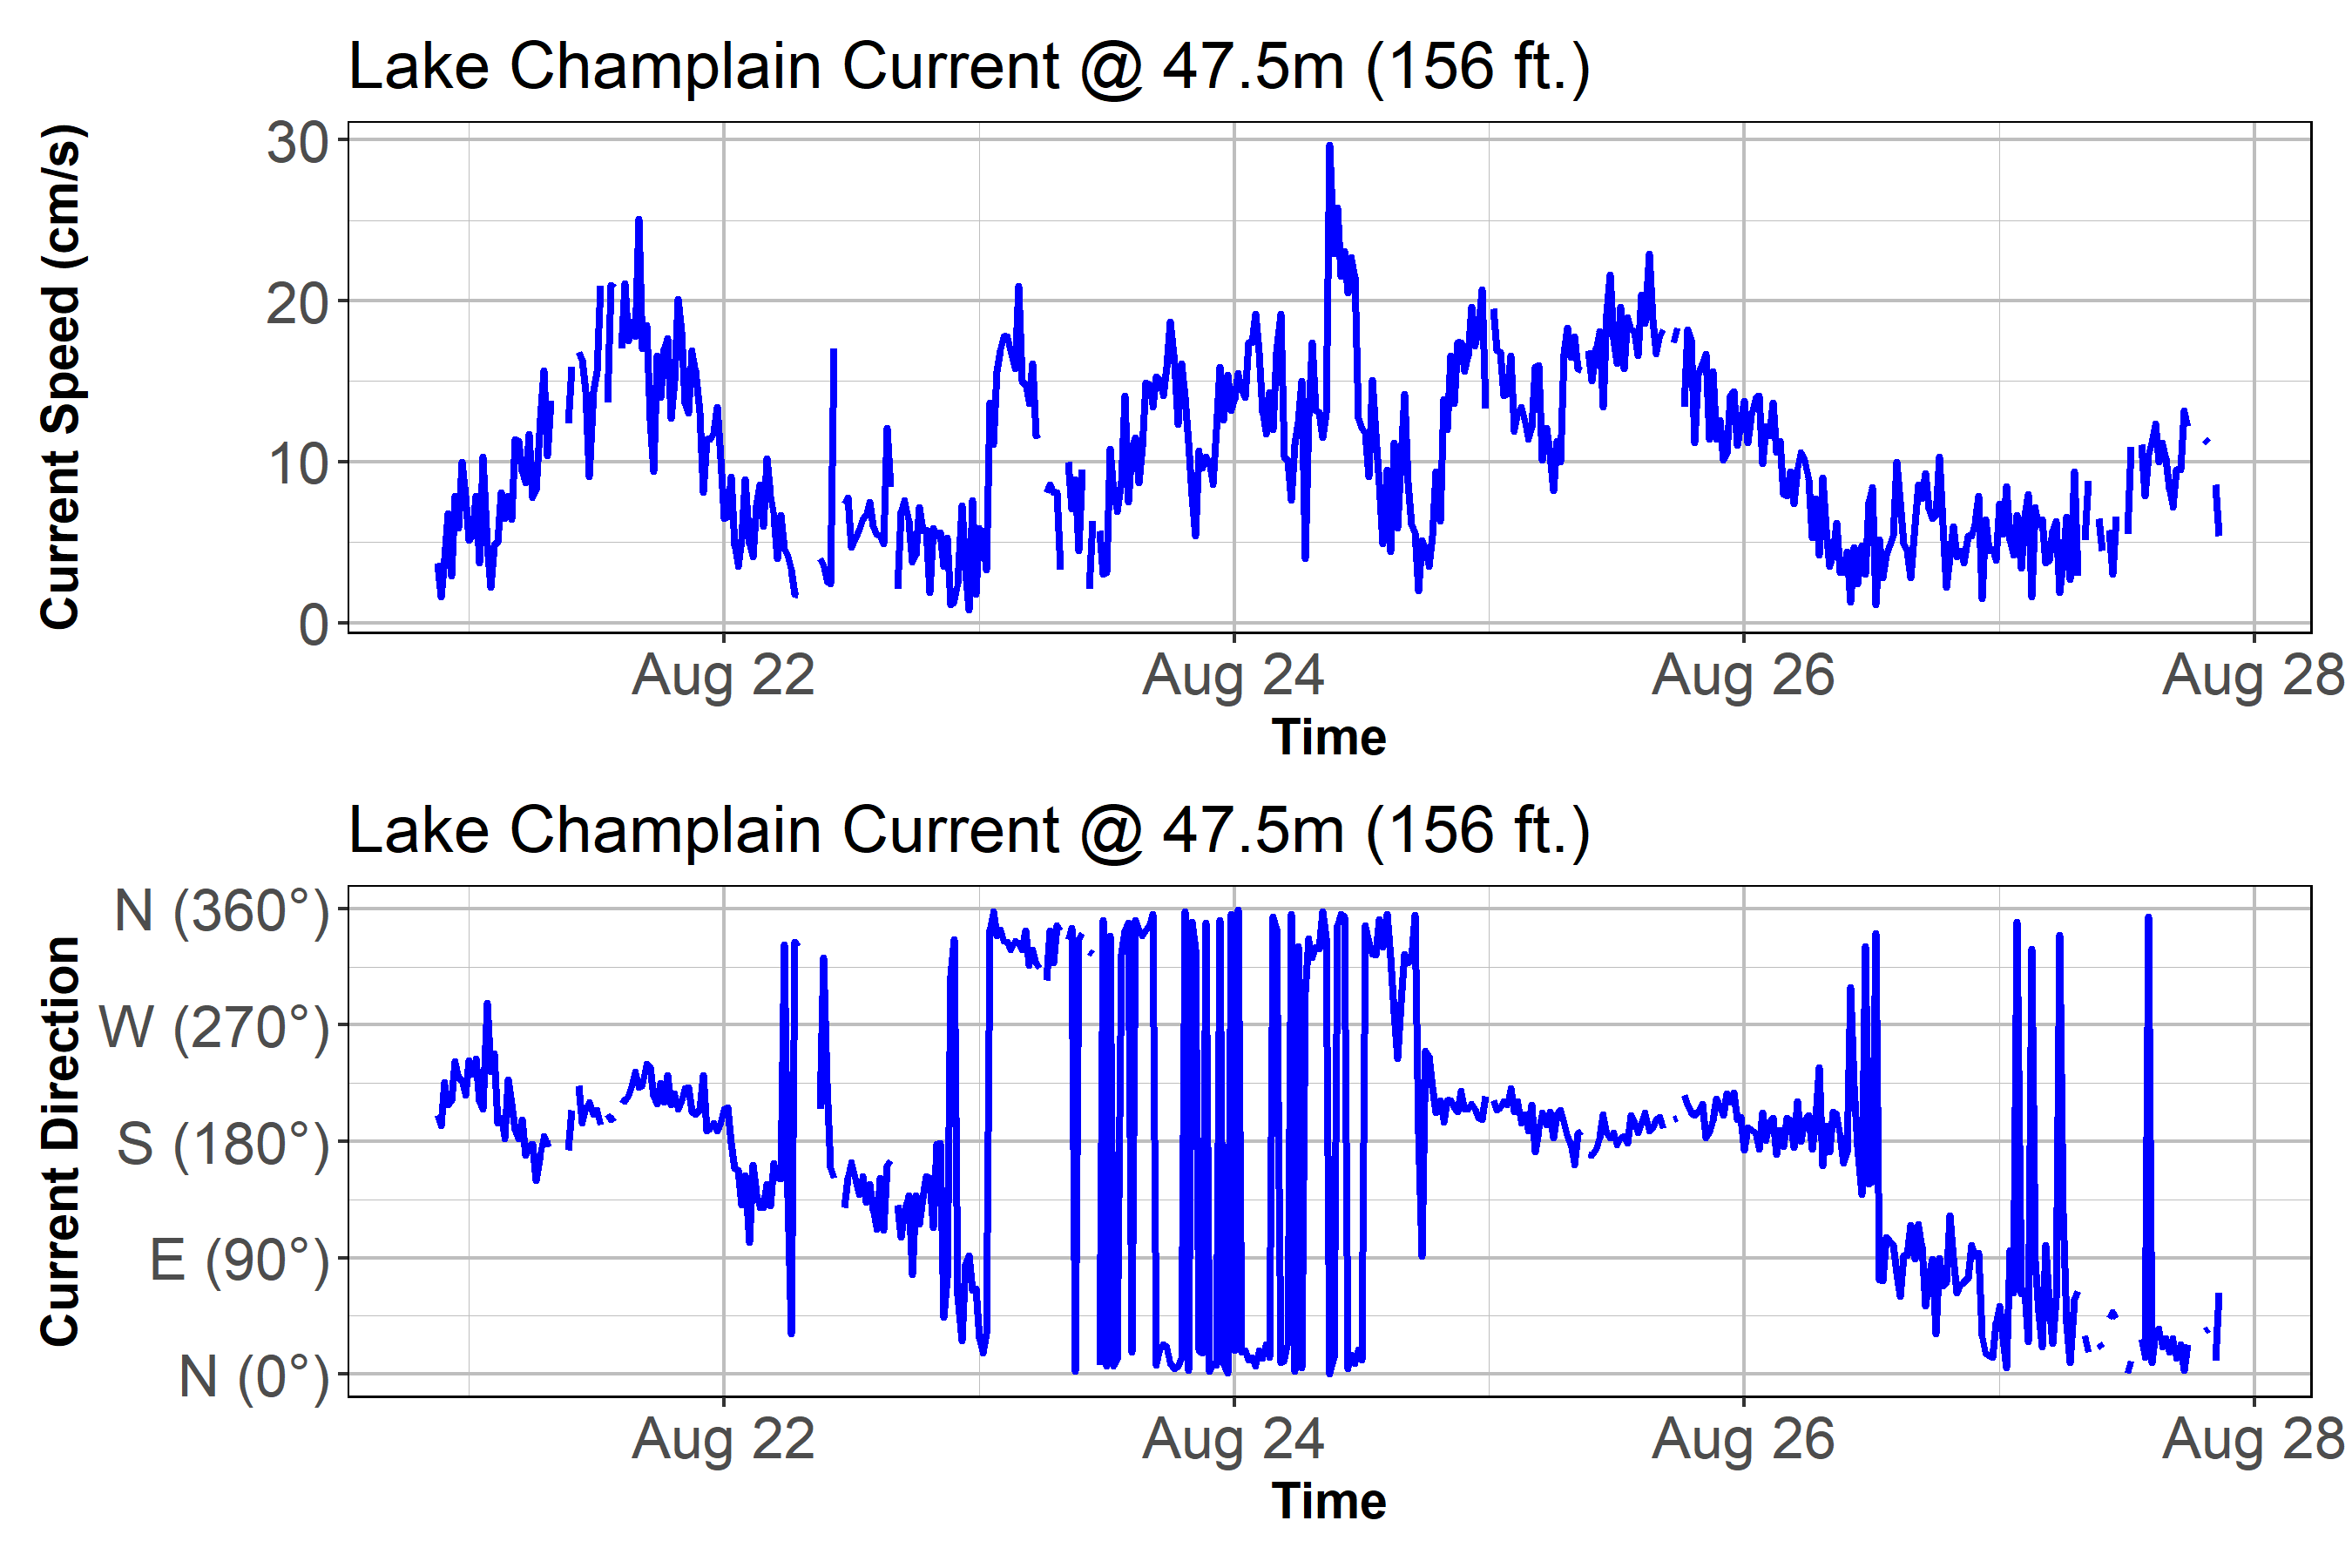 Lake Champlain Current @ 47.5m (156 ft.)
Current Speed (cm/s)
30
20
10
0
Aug 22 Aug 24 Aug 26 Aug 28
Time
Lake Champlain Current @ 47.5m (156 ft.)
Current Direction
N (360°)
W (270°)
S (180°)
E (90°)
N (0°)
Aug 22 Aug 24 Aug 26 Aug 28
Time